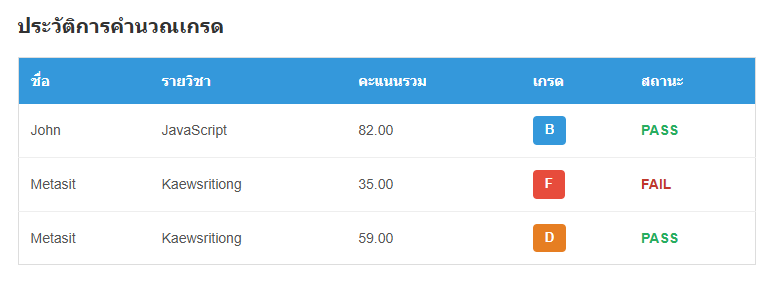 ประวัติการคำนวณเกรด
ชื่อ รายวิชา คะแนนรวม เกรด สถานะ
John JavaScript 82.00 B PASS
Metasit Kaewsritiong 35.00 F FAIL
Metasit Kaewsritiong 59.00 D PASS